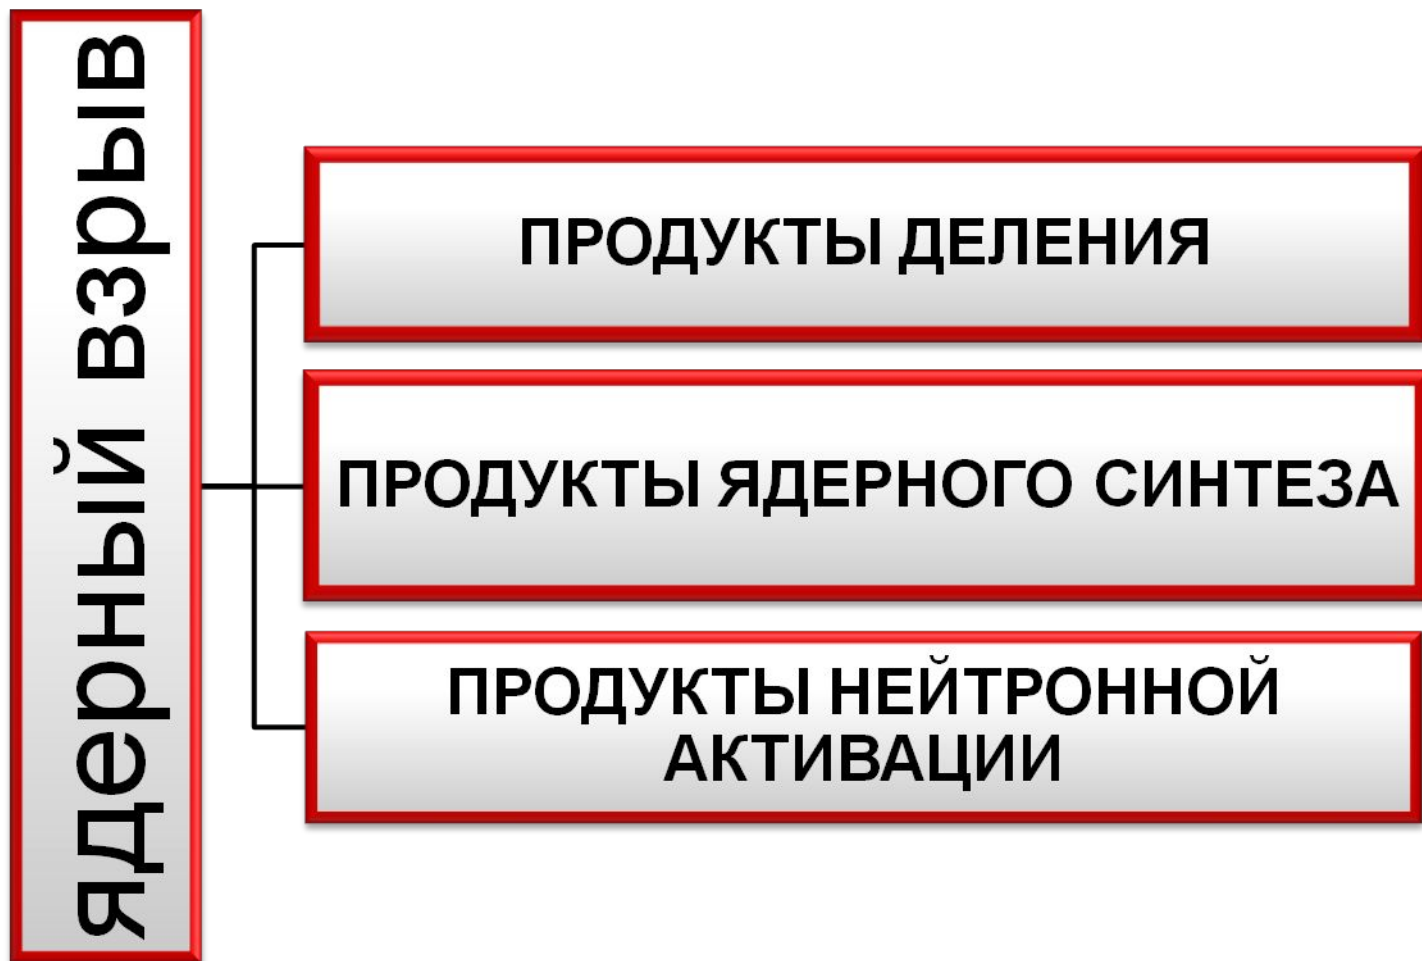 ядерный взрыв
ПРОДУКТЫ ДЕЛЕНИЯ
ПРОДУКТЫ ЯДЕРНОГО СИНТЕЗА
ПРОДУКТЫ НЕЙТРОННОЙ
АКТИВАЦИИ